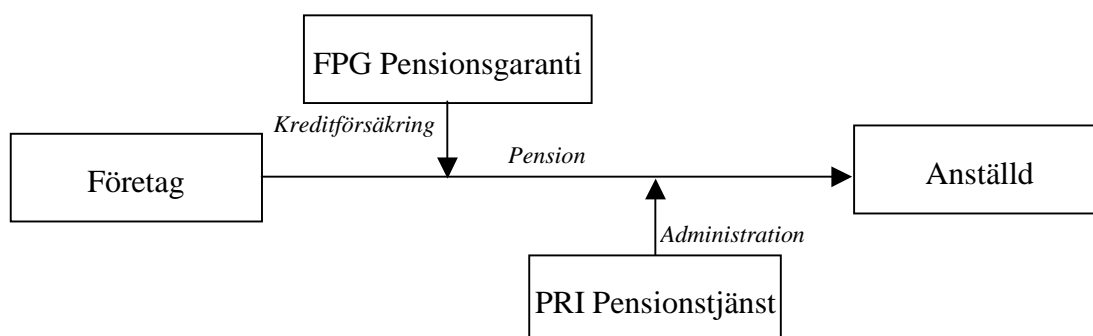 FPG Pensionsgaranti
Kreditförsäkring
Företag
Pension
Anställd
Administration
PRI Pensionstjänst